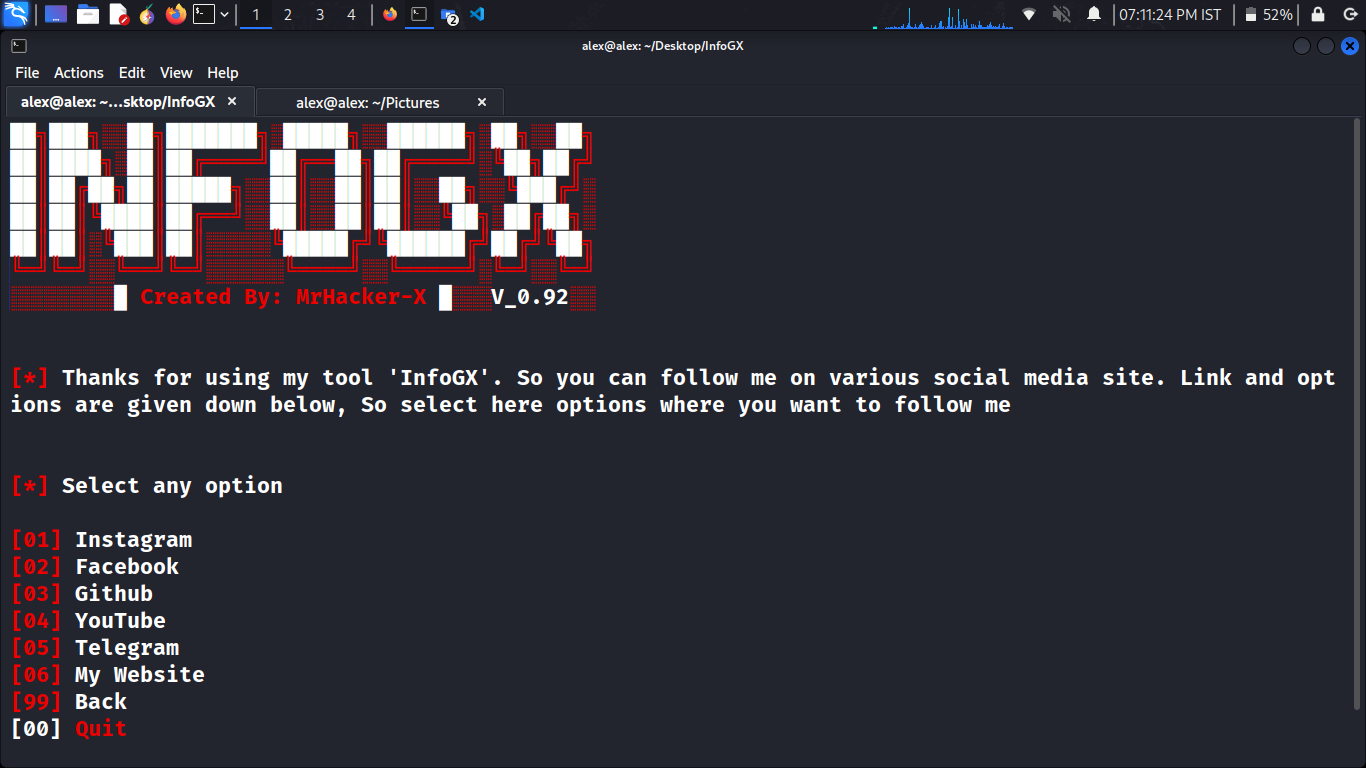 1 2 3 4 2 07:11:24 PM IST 52%
alex@alex: ~/Desktop/InfoGX
File Actions Edit View Help
alex@alex: ~...sktop/InfoGX × alex@alex: ~/Pictures ×
INFOGX
Created By: MrHacker-X V_0.92
[*] Thanks for using my tool 'InfoGX'. So you can follow me on various social media site. Link and opt
ions are given down below, So select here options where you want to follow me
[*] Select any option
[01] Instagram
[02] Facebook
[03] Github
[04] YouTube
[05] Telegram
[06] My Website
[99] Back
[00] Quit